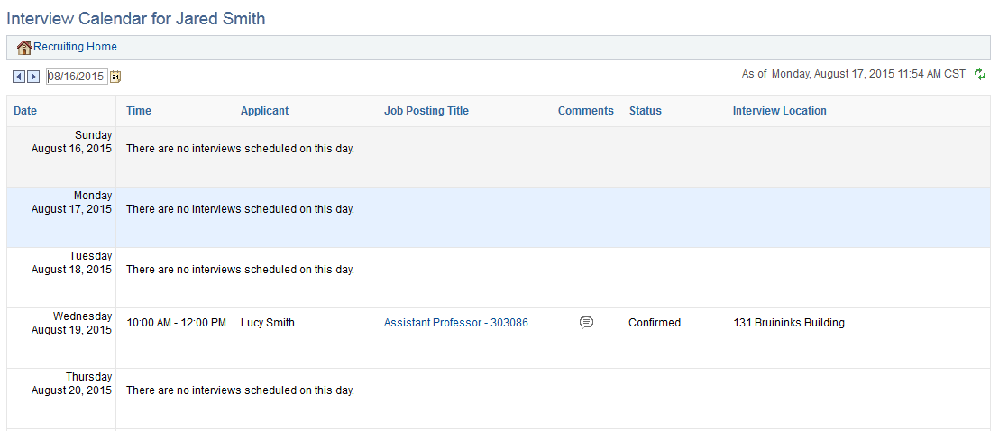 Interview Calendar for Jared Smith
Recruiting Home
08/16/2015 31
As of Monday, August 17, 2015 11:54 AM CST
Date Time Applicant Job Posting Title Comments Status Interview Location
Sunday
August 16, 2015 There are no interviews scheduled on this day.
Monday
August 17, 2015 There are no interviews scheduled on this day.
Tuesday
August 18, 2015 There are no interviews scheduled on this day.
Wednesday
August 19, 2015 10:00 AM - 12:00 PM Lucy Smith Assistant Professor - 303086 Confirmed 131 Bruininks Building
Thursday
August 20, 2015 There are no interviews scheduled on this day.